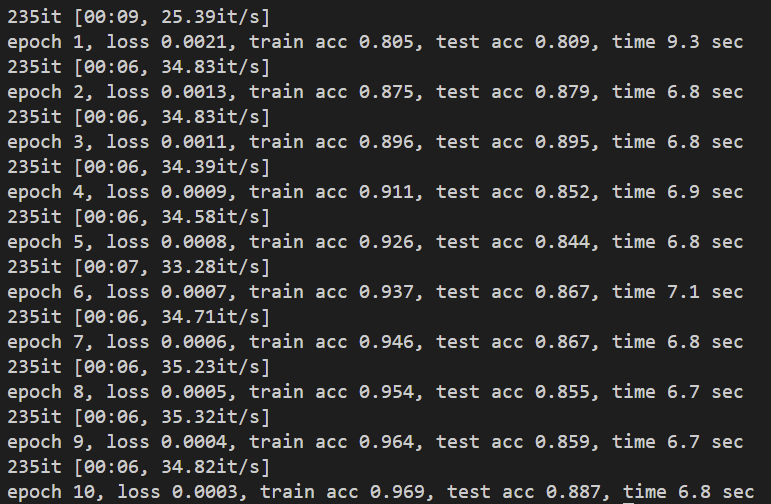 235it [00:09, 25.39it/s]
epoch 1, loss 0.0021, train acc 0.805, test acc 0.809, time 9.3 sec
235it [00:06, 34.83it/s]
epoch 2, loss 0.0013, train acc 0.875, test acc 0.879, time 6.8 sec
235it [00:06, 34.83it/s]
epoch 3, loss 0.0011, train acc 0.896, test acc 0.895, time 6.8 sec
235it [00:06, 34.39it/s]
epoch 4, loss 0.0009, train acc 0.911, test acc 0.852, time 6.9 sec
235it [00:06, 34.58it/s]
epoch 5, loss 0.0008, train acc 0.926, test acc 0.844, time 6.8 sec
235it [00:07, 33.28it/s]
epoch 6, loss 0.0007, train acc 0.937, test acc 0.867, time 7.1 sec
235it [00:06, 34.71it/s]
epoch 7, loss 0.0006, train acc 0.946, test acc 0.867, time 6.8 sec
235it [00:06, 35.23it/s]
epoch 8, loss 0.0005, train acc 0.954, test acc 0.855, time 6.7 sec
235it [00:06, 35.32it/s]
epoch 9, loss 0.0004, train acc 0.964, test acc 0.859, time 6.7 sec
235it [00:06, 34.82it/s]
epoch 10, loss 0.0003, train acc 0.969, test acc 0.887, time 6.8 sec